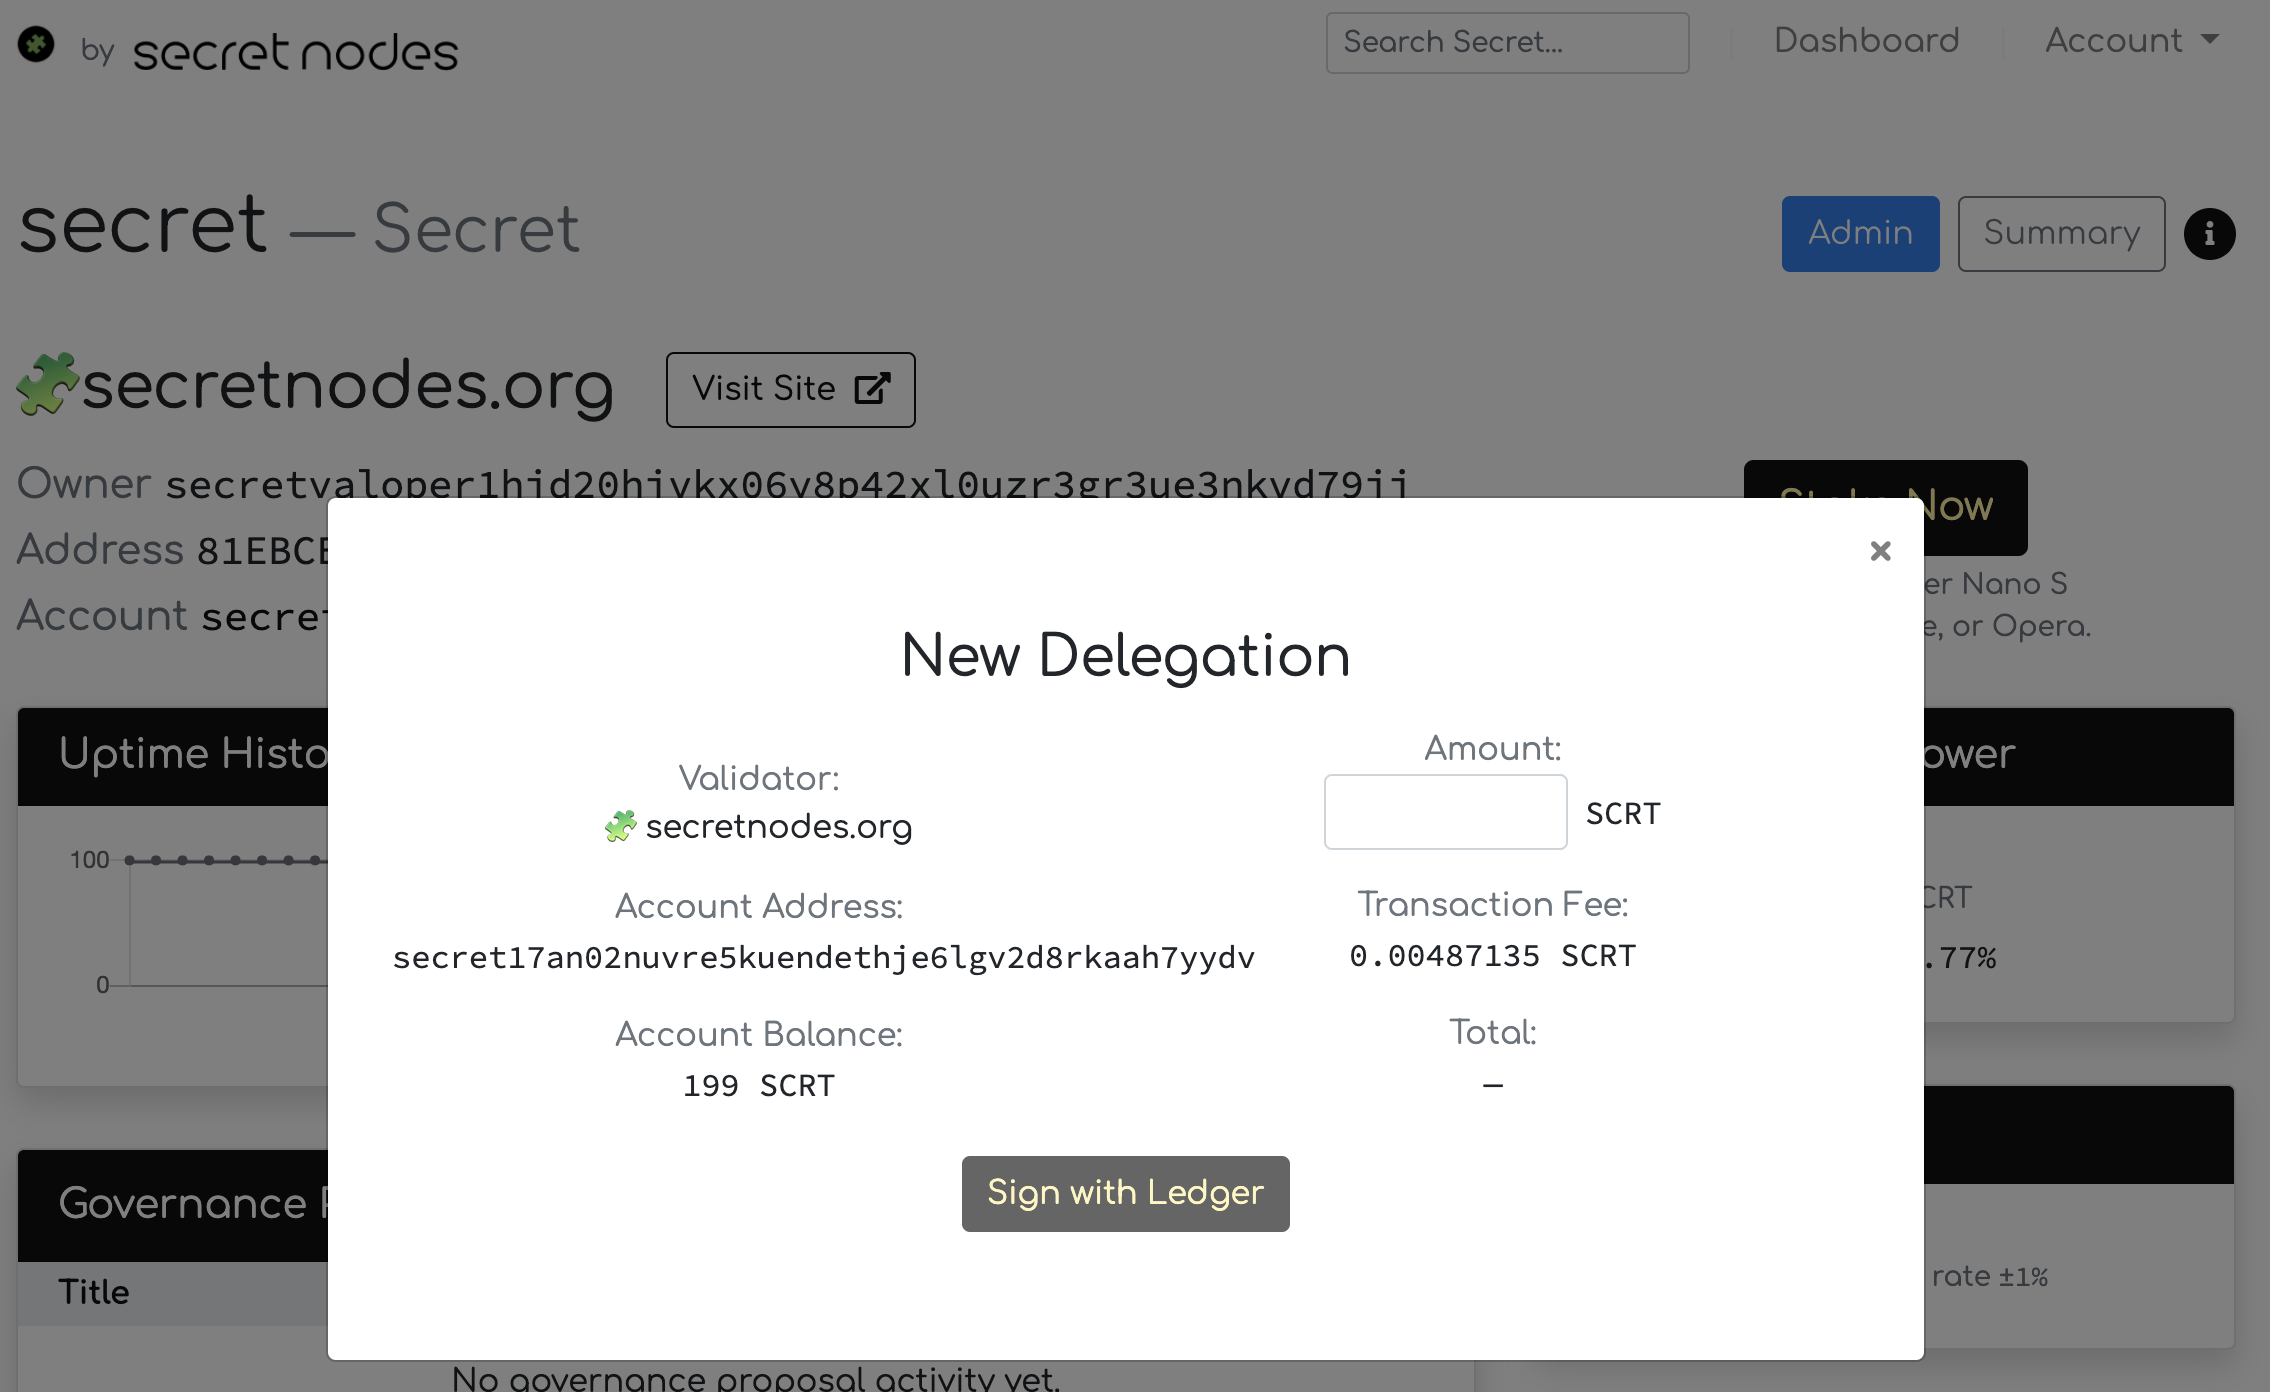 by secret nodes
Search Secret...
Dashboard
Account
secret — Secret
Admin
Summary
secretnodes.org
Visit Site
Owner secretvaloper1hjd20hjvkx06y8p42xl0uzr3gr3ue3nkvd79jj
Now
Address 81EBC
Account secre
er Nano S
e, or Opera.
New Delegation
Validator:
secretnodes.org
Amount:
SCRT
Account Address:
secret17an02nuvre5kuendethje6lgv2d8rkaah7yydv
Transaction Fee:
0.00487135 SCRT
Account Balance:
199 SCRT
Total:
—
Sign with Ledger
Uptime Histo
100
0
ower
CRT
.77%
Governance
Title
No governance proposal activity yet.
rate ±1%